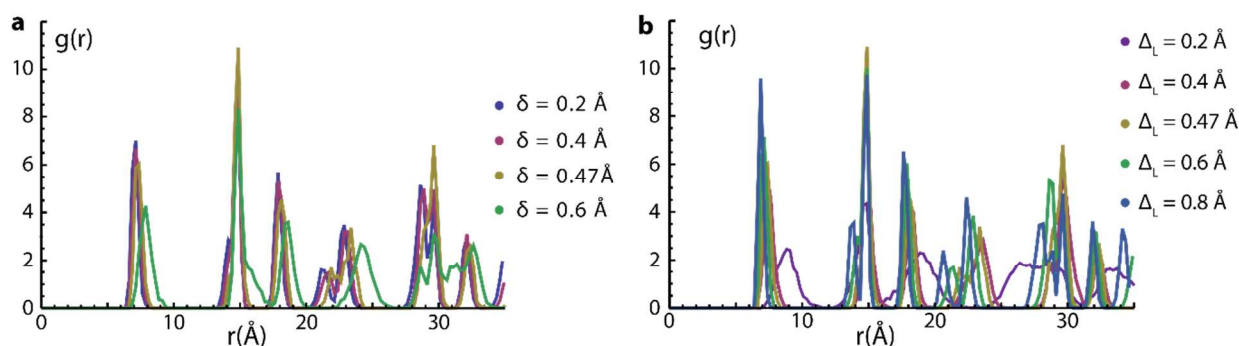 a
g(r)
10
8
6
4
2
0
0 10 20 30
r(Å)
δ = 0.2 Å
δ = 0.4 Å
δ = 0.47Å
δ = 0.6 Å
b
g(r)
10
8
6
4
2
0
0 10 20 30
r(Å)
Δ_L = 0.2 Å
Δ_L = 0.4 Å
Δ_L = 0.47 Å
Δ_L = 0.6 Å
Δ_L = 0.8 Å